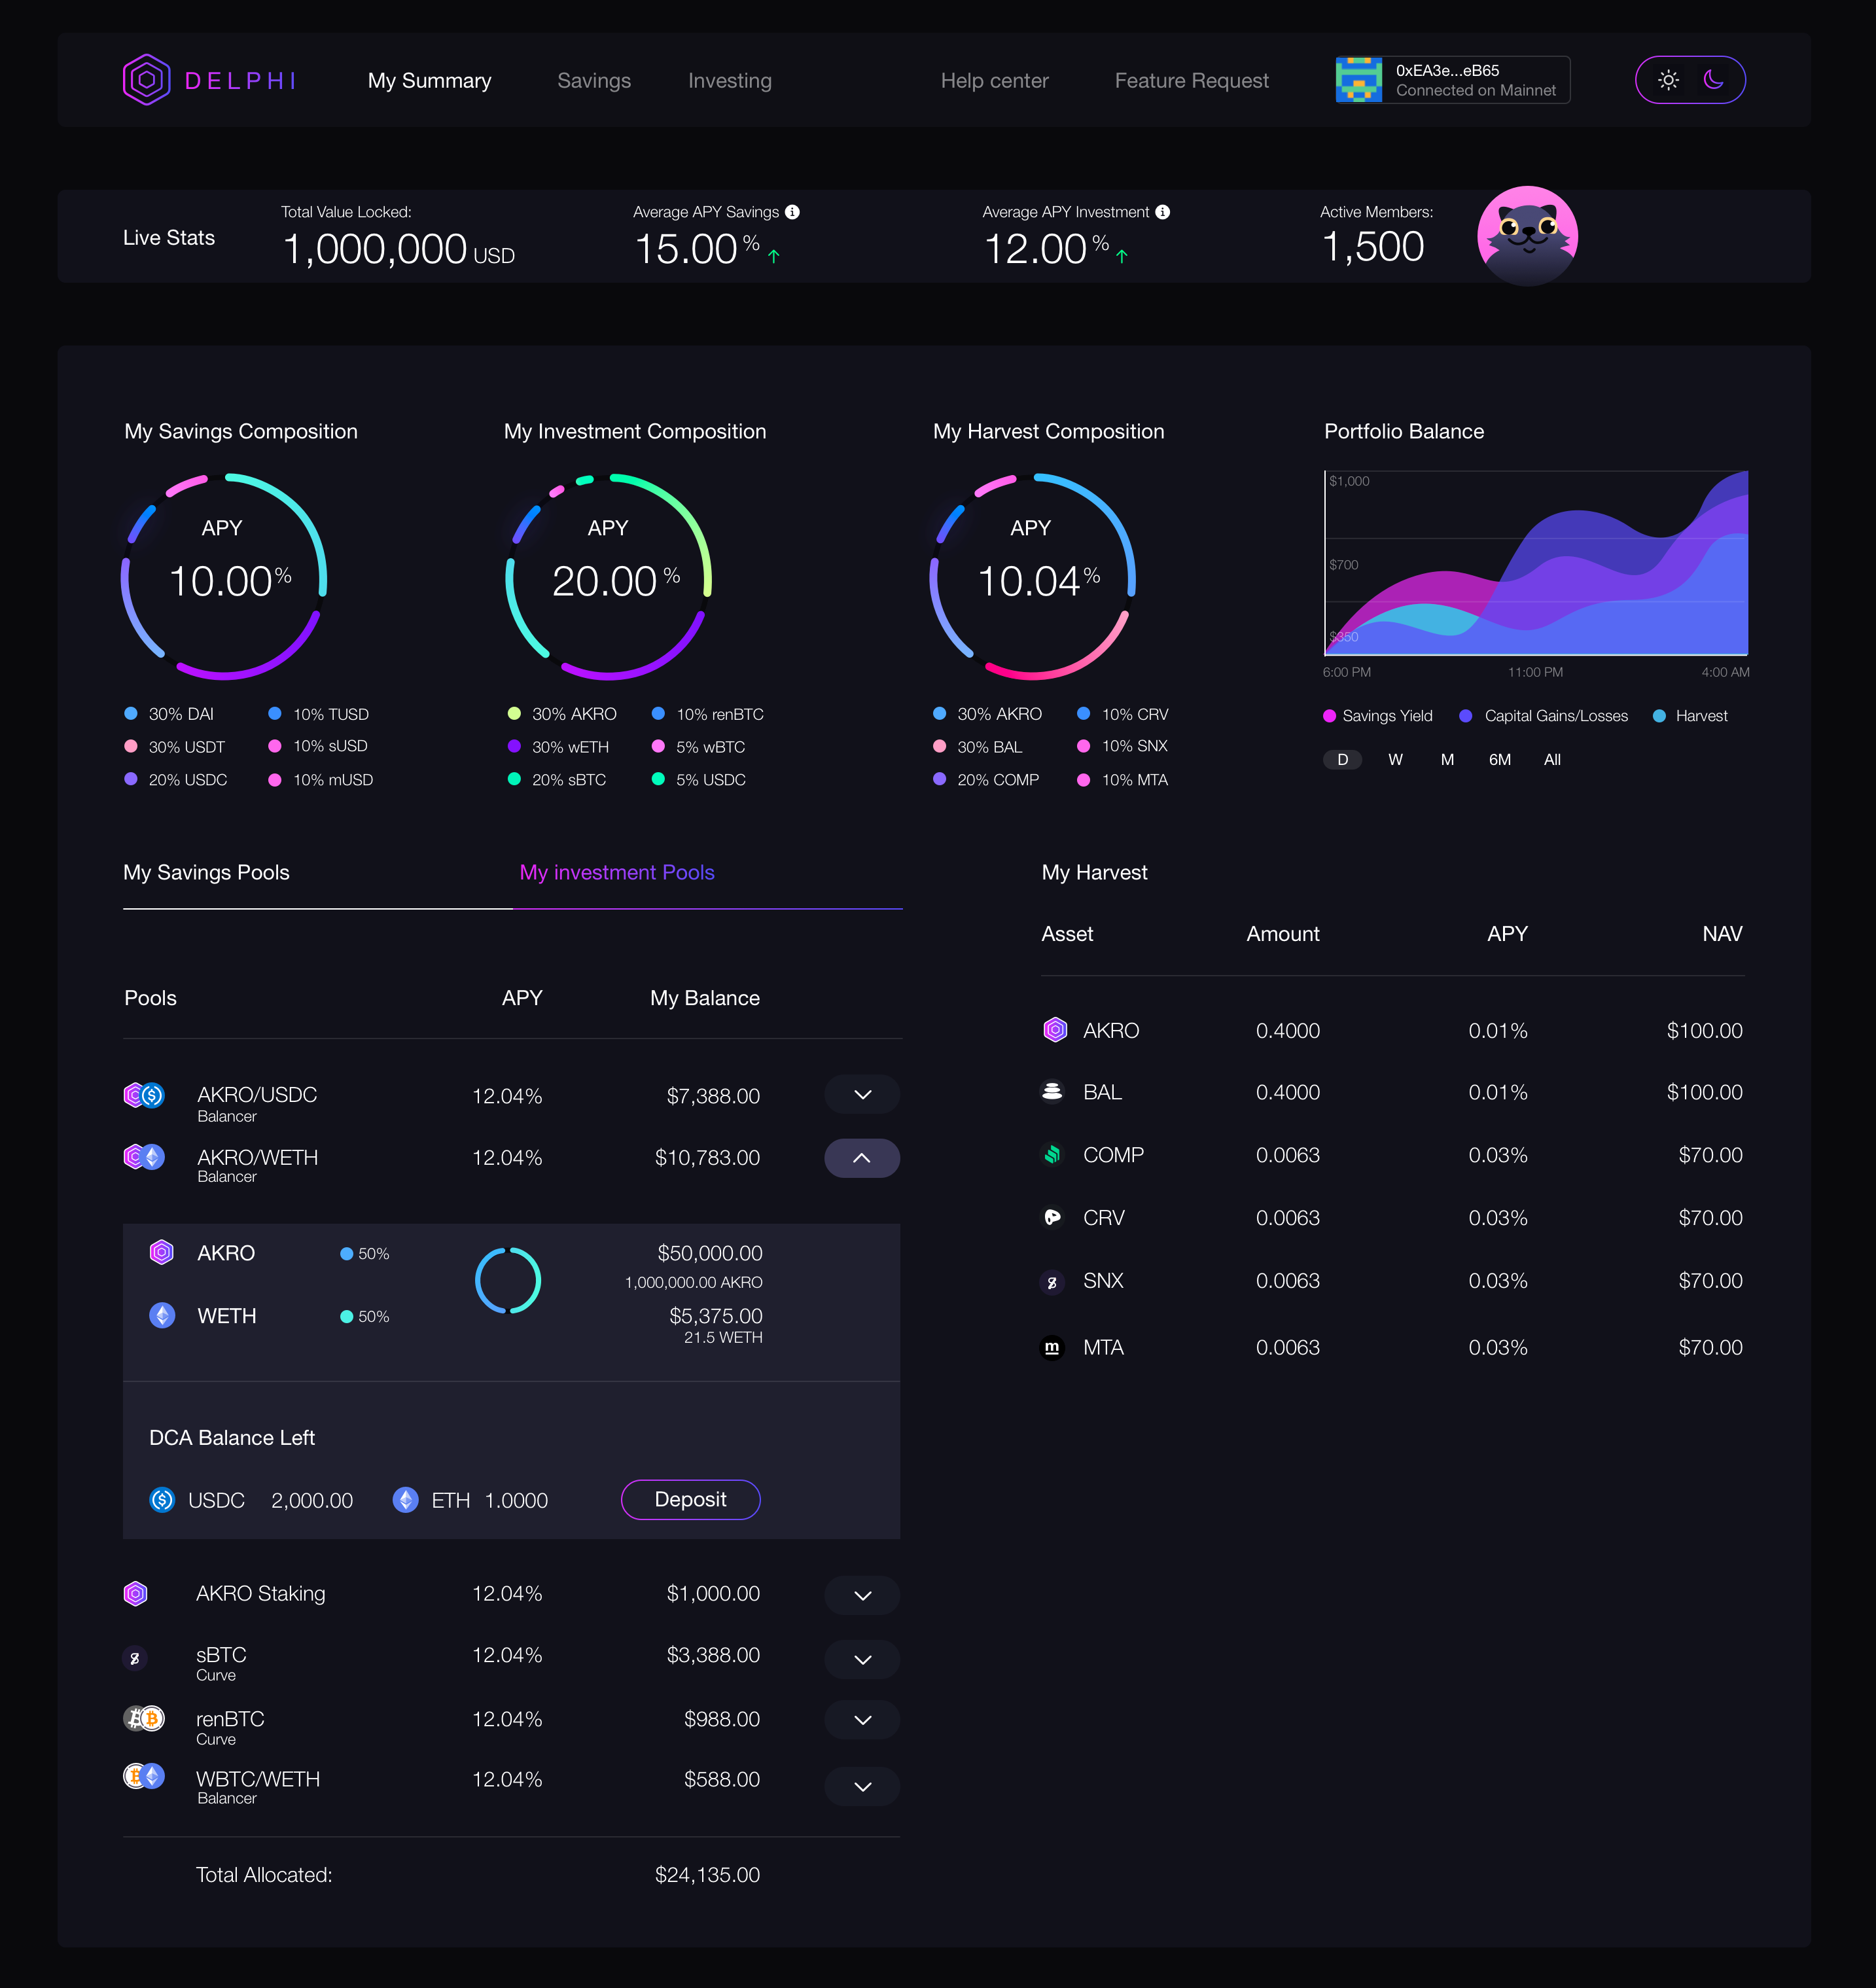 DELPHI
My Summary
Savings
Investing
Help center
Feature Request
0xEA3e...eB65
Connected on Mainnet
Live Stats
Total Value Locked:
1,000,000 USD
Average APY Savings
15.00 %
Average APY Investment
12.00 %
Active Members:
1,500
My Savings Composition
APY
10.00%
30% DAI
10% TUSD
30% USDT
10% sUSD
20% USDC
10% mUSD
My Investment Composition
APY
20.00 %
30% AKRO
10% renBTC
30% wETH
5% wBTC
20% sBTC
5% USDC
My Harvest Composition
APY
10.04%
30% AKRO
10% CRV
30% BAL
10% SNX
20% COMP
10% MTA
Portfolio Balance
$1,000
$700
$350
6:00 PM 11:00 PM 4:00 AM
Savings Yield Capital Gains/Losses Harvest
D W M 6M All
My Savings Pools
My investment Pools
Pools APY My Balance
AKRO/USDC 12.04% $7,388.00
Balancer
AKRO/WETH 12.04% $10,783.00
Balancer
AKRO 50% $50,000.00
1,000,000.00 AKRO
WETH 50% $5,375.00
21.5 WETH
DCA Balance Left
USDC 2,000.00 ETH 1.0000 Deposit
AKRO Staking 12.04% $1,000.00
sBTC 12.04% $3,388.00
Curve
renBTC 12.04% $988.00
Curve
WBTC/WETH 12.04% $588.00
Balancer
Total Allocated: $24,135.00
My Harvest
Asset Amount APY NAV
AKRO 0.4000 0.01% $100.00
BAL 0.4000 0.01% $100.00
COMP 0.0063 0.03% $70.00
CRV 0.0063 0.03% $70.00
SNX 0.0063 0.03% $70.00
m MTA 0.0063 0.03% $70.00